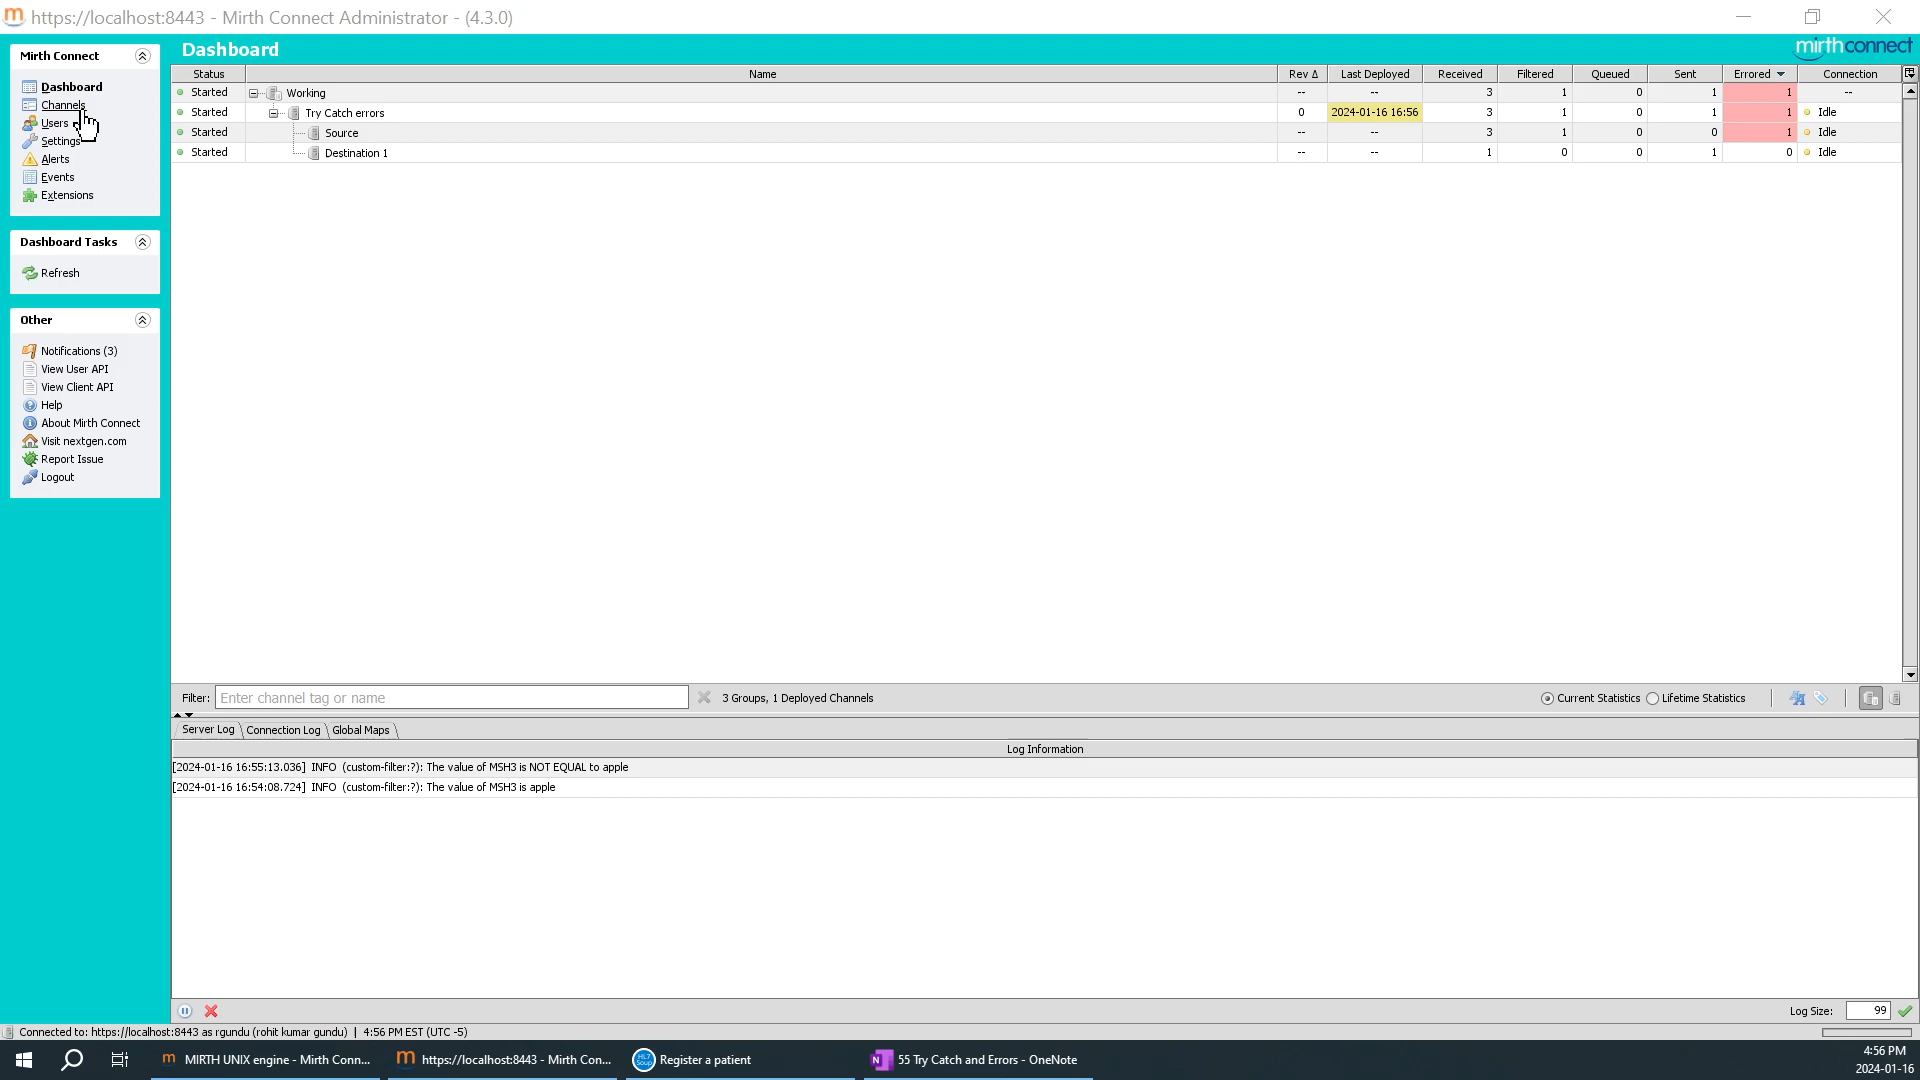 https://localhost:8443 - Mirth Connect Administrator - (4.3.0)
Mirth Connect
Dashboard
Channels
Users
Settings
Alerts
Events
Extensions
Dashboard Tasks
Refresh
Other
Notifications (3)
View User API
View Client API
Help
About Mirth Connect
Visit nextgen.com
Report Issue
Logout
Dashboard
mirthconnect
Status Name Rev Δ Last Deployed Received Filtered Queued Sent Errored Connection
Started Working -- -- 3 1 0 1 1 --
Started Try Catch errors 0 2024-01-16 16:56 3 1 0 1 1 Idle
Started Source -- -- 3 1 0 0 1 Idle
Started Destination 1 -- -- 1 0 0 1 0 Idle
Filter: Enter channel tag or name 3 Groups, 1 Deployed Channels Current Statistics Lifetime Statistics
Server Log Connection Log Global Maps
Log Information
[2024-01-16 16:55:13.036] INFO (custom-filter:?): The value of MSH3 is NOT EQUAL to apple
[2024-01-16 16:54:08.724] INFO (custom-filter:?): The value of MSH3 is apple
Log Size: 99
Connected to: https://localhost:8443 as rgundu (rohit kumar gundu) | 4:56 PM EST (UTC -5)
MIRTH UNIX engine - Mirth Conn... https://localhost:8443 - Mirth Con... HL7 Soup Register a patient 55 Try Catch and Errors - OneNote
4:56 PM
2024-01-16